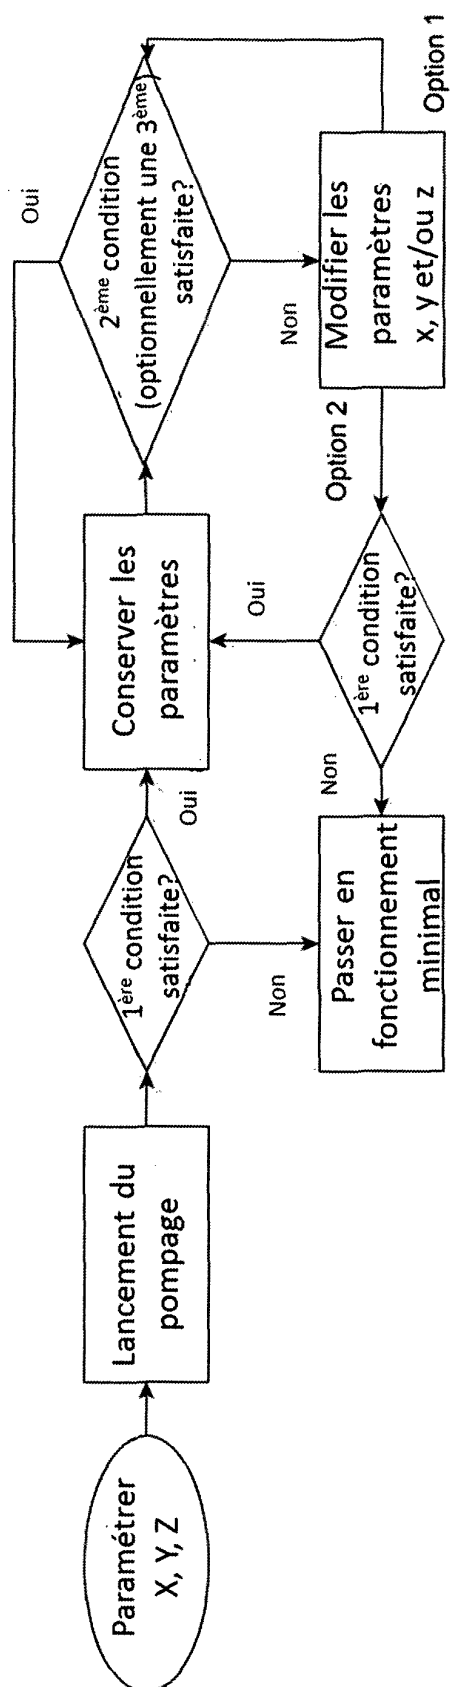 Paramétrer
X, Y, Z
Lancement du
pompage
1ère condition
satisfaite?
Oui
Non
Conserver les
paramètres
Passer en
fonctionnement
minimal
2ème condition
(optionnellement une 3ème)
satisfaite?
Oui
Non
Modifier les
paramètres
x, y et/ou z
Option 1
Option 2
1ère condition
satisfaite?
Oui
Non